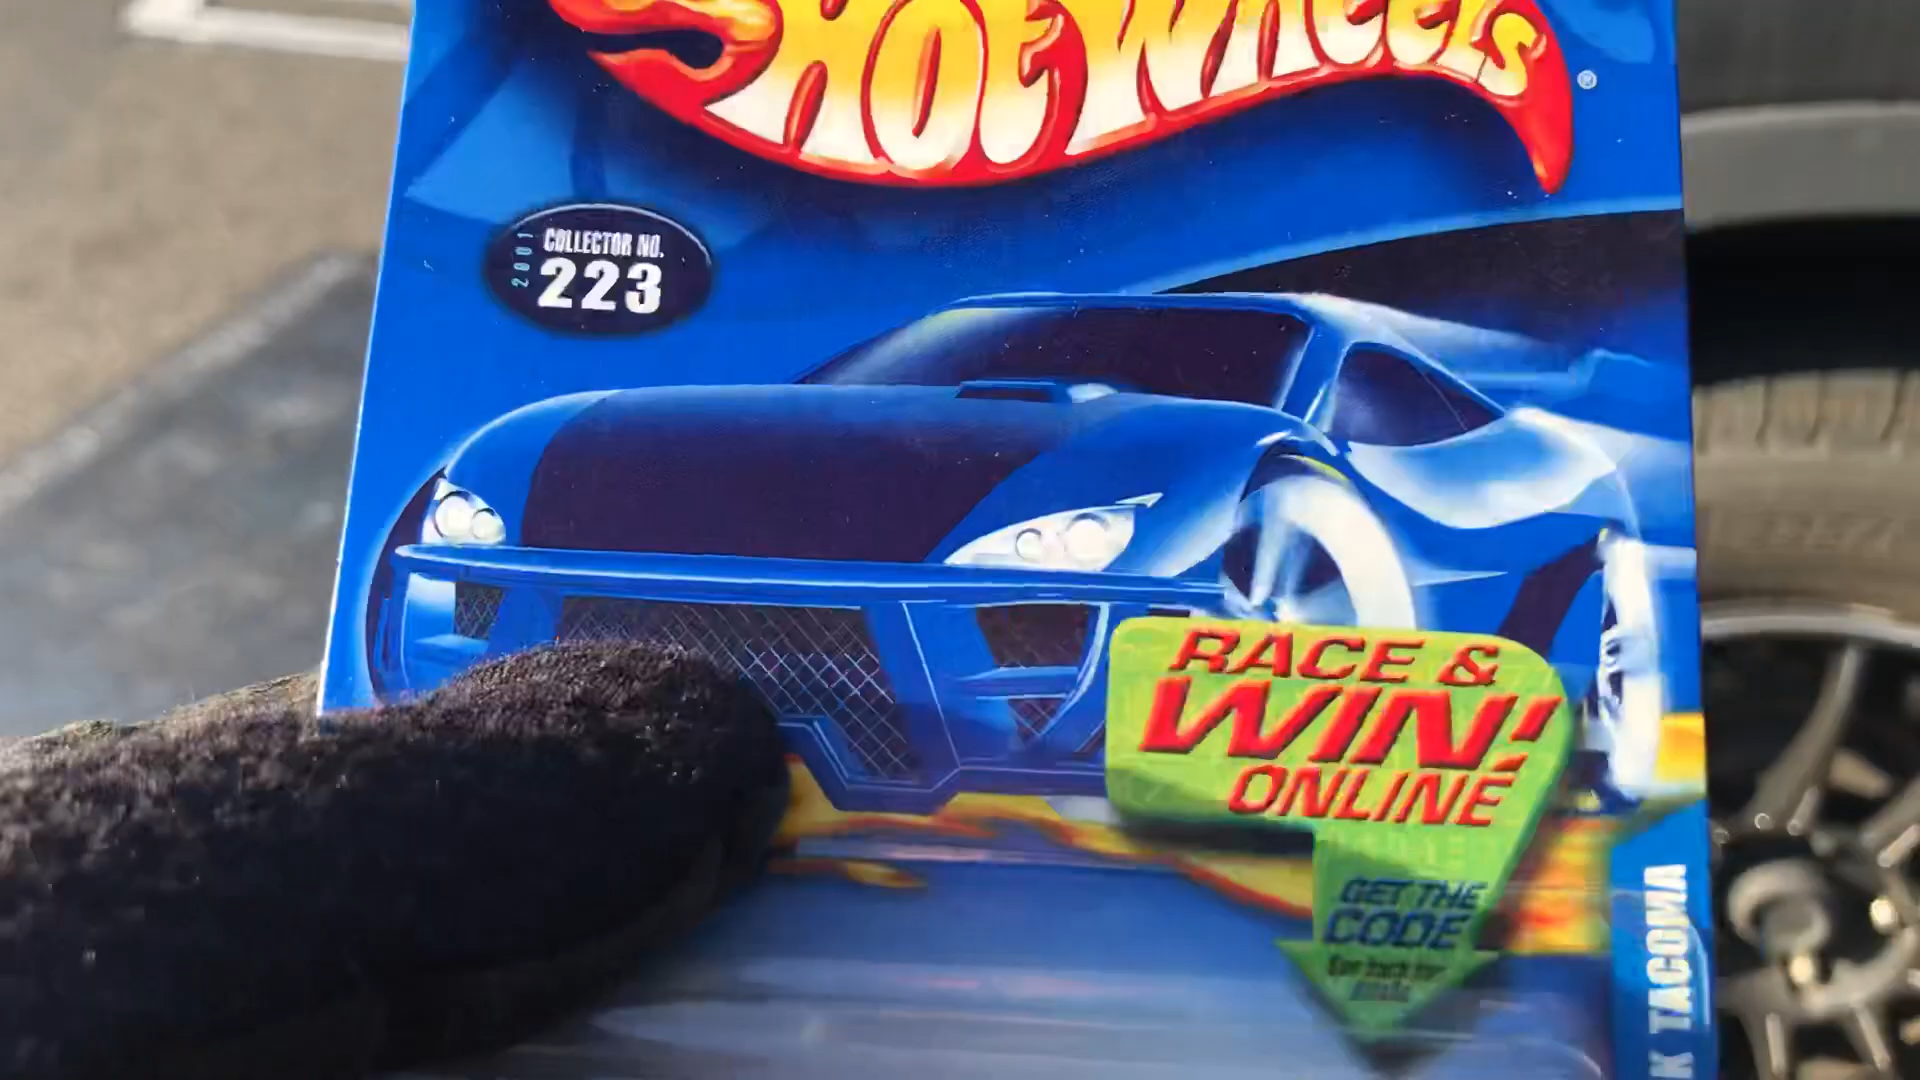 HOT WHEELS
®
2001
COLLECTOR NO.
223
RACE &
WIN!
ONLINE
GET THE
CODE
K TACOMA